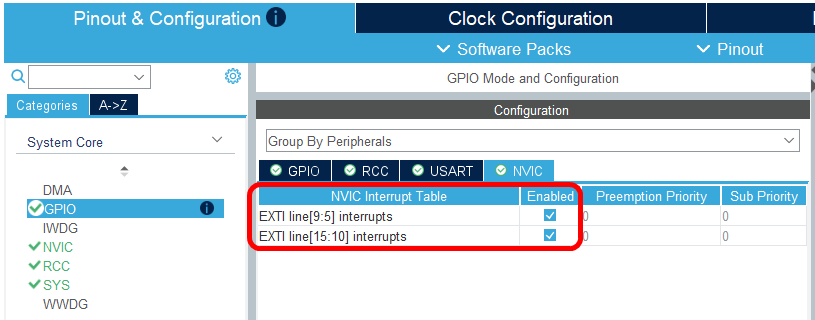 Pinout & Configuration
Clock Configuration
Software Packs
Pinout
GPIO Mode and Configuration
Categories
A->Z
System Core
DMA
GPIO
IWDG
NVIC
RCC
SYS
WWDG
Configuration
Group By Peripherals
GPIO RCC USART NVIC
NVIC Interrupt Table Enabled Preemption Priority Sub Priority
EXTI line[9:5] interrupts 0 0
EXTI line[15:10] interrupts 0 0